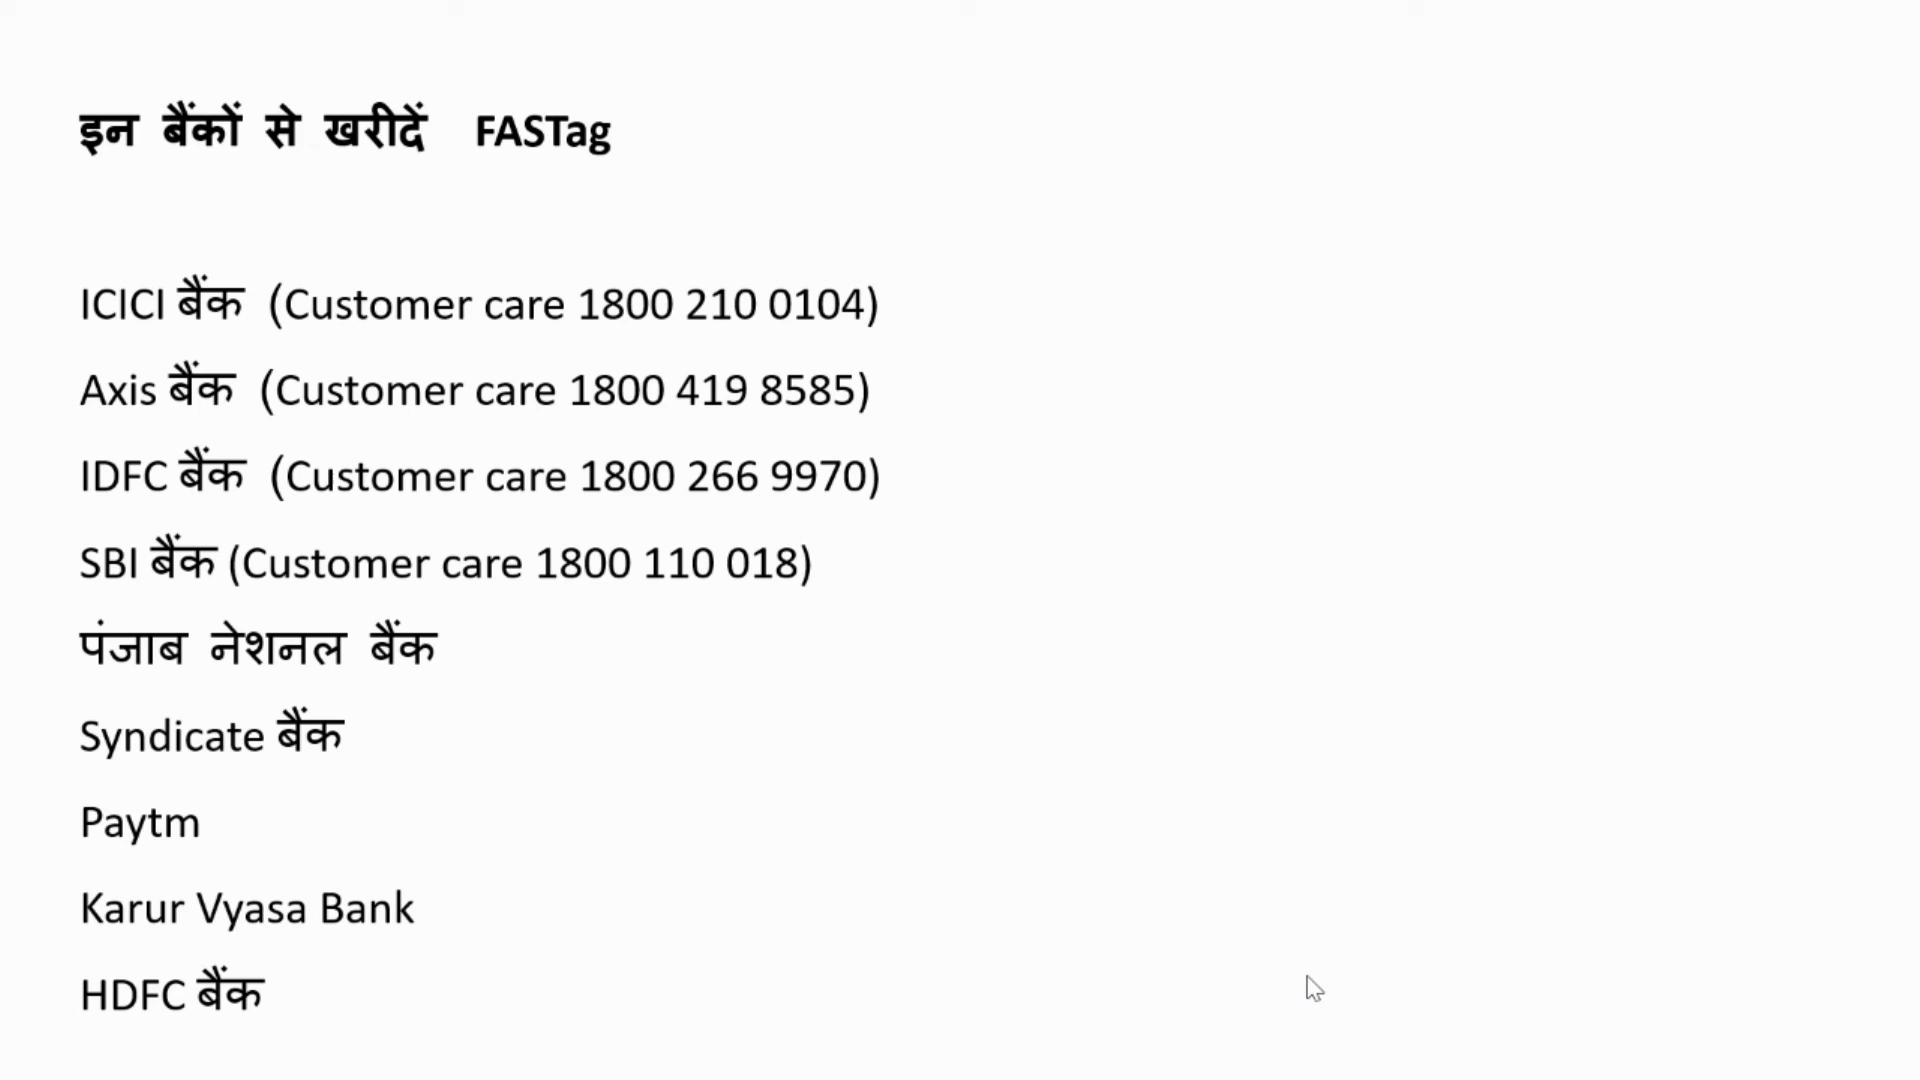 इन बैंकों से खरीदें FASTag
ICICI बैंक (Customer care 1800 210 0104)
Axis बैंक (Customer care 1800 419 8585)
IDFC बैंक (Customer care 1800 266 9970)
SBI बैंक (Customer care 1800 110 018)
पंजाब नेशनल बैंक
Syndicate बैंक
Paytm
Karur Vyasa Bank
HDFC बैंक